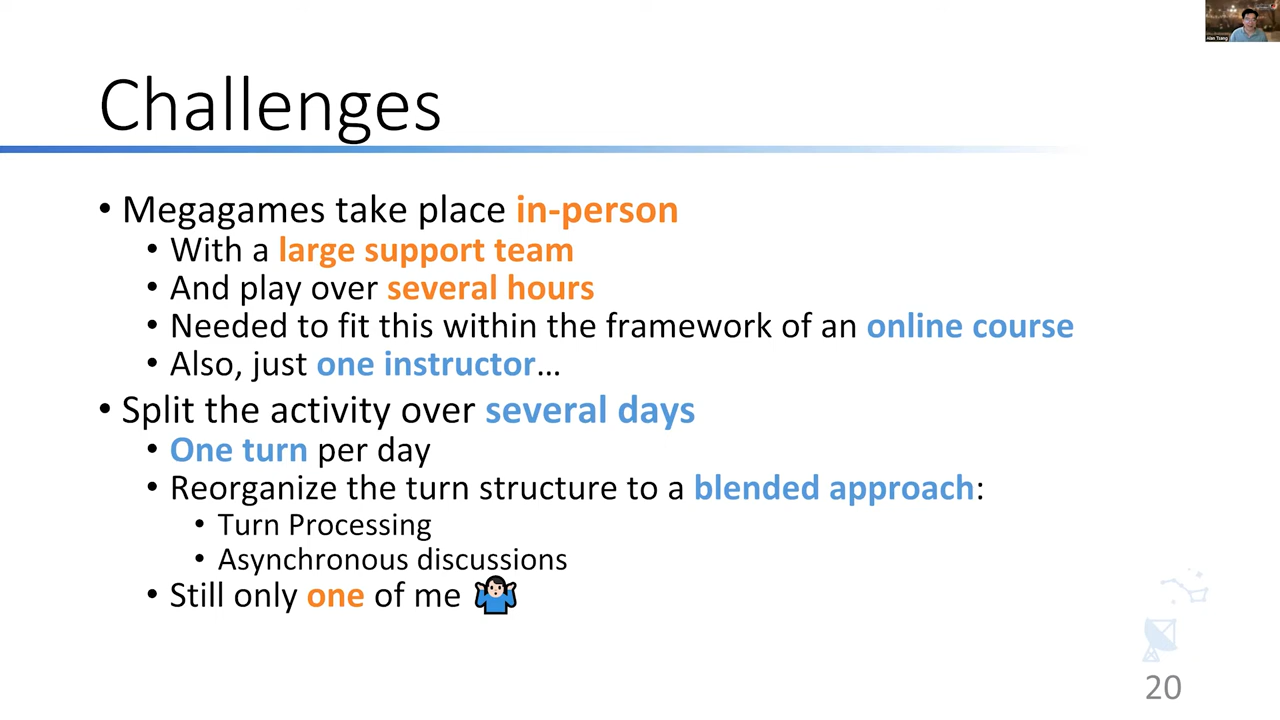 Alan Tsang
Challenges
• Megagames take place in-person
• With a large support team
• And play over several hours
• Needed to fit this within the framework of an online course
• Also, just one instructor…
• Split the activity over several days
• One turn per day
• Reorganize the turn structure to a blended approach:
• Turn Processing
• Asynchronous discussions
• Still only one of me 🤷🏻‍♂️
20